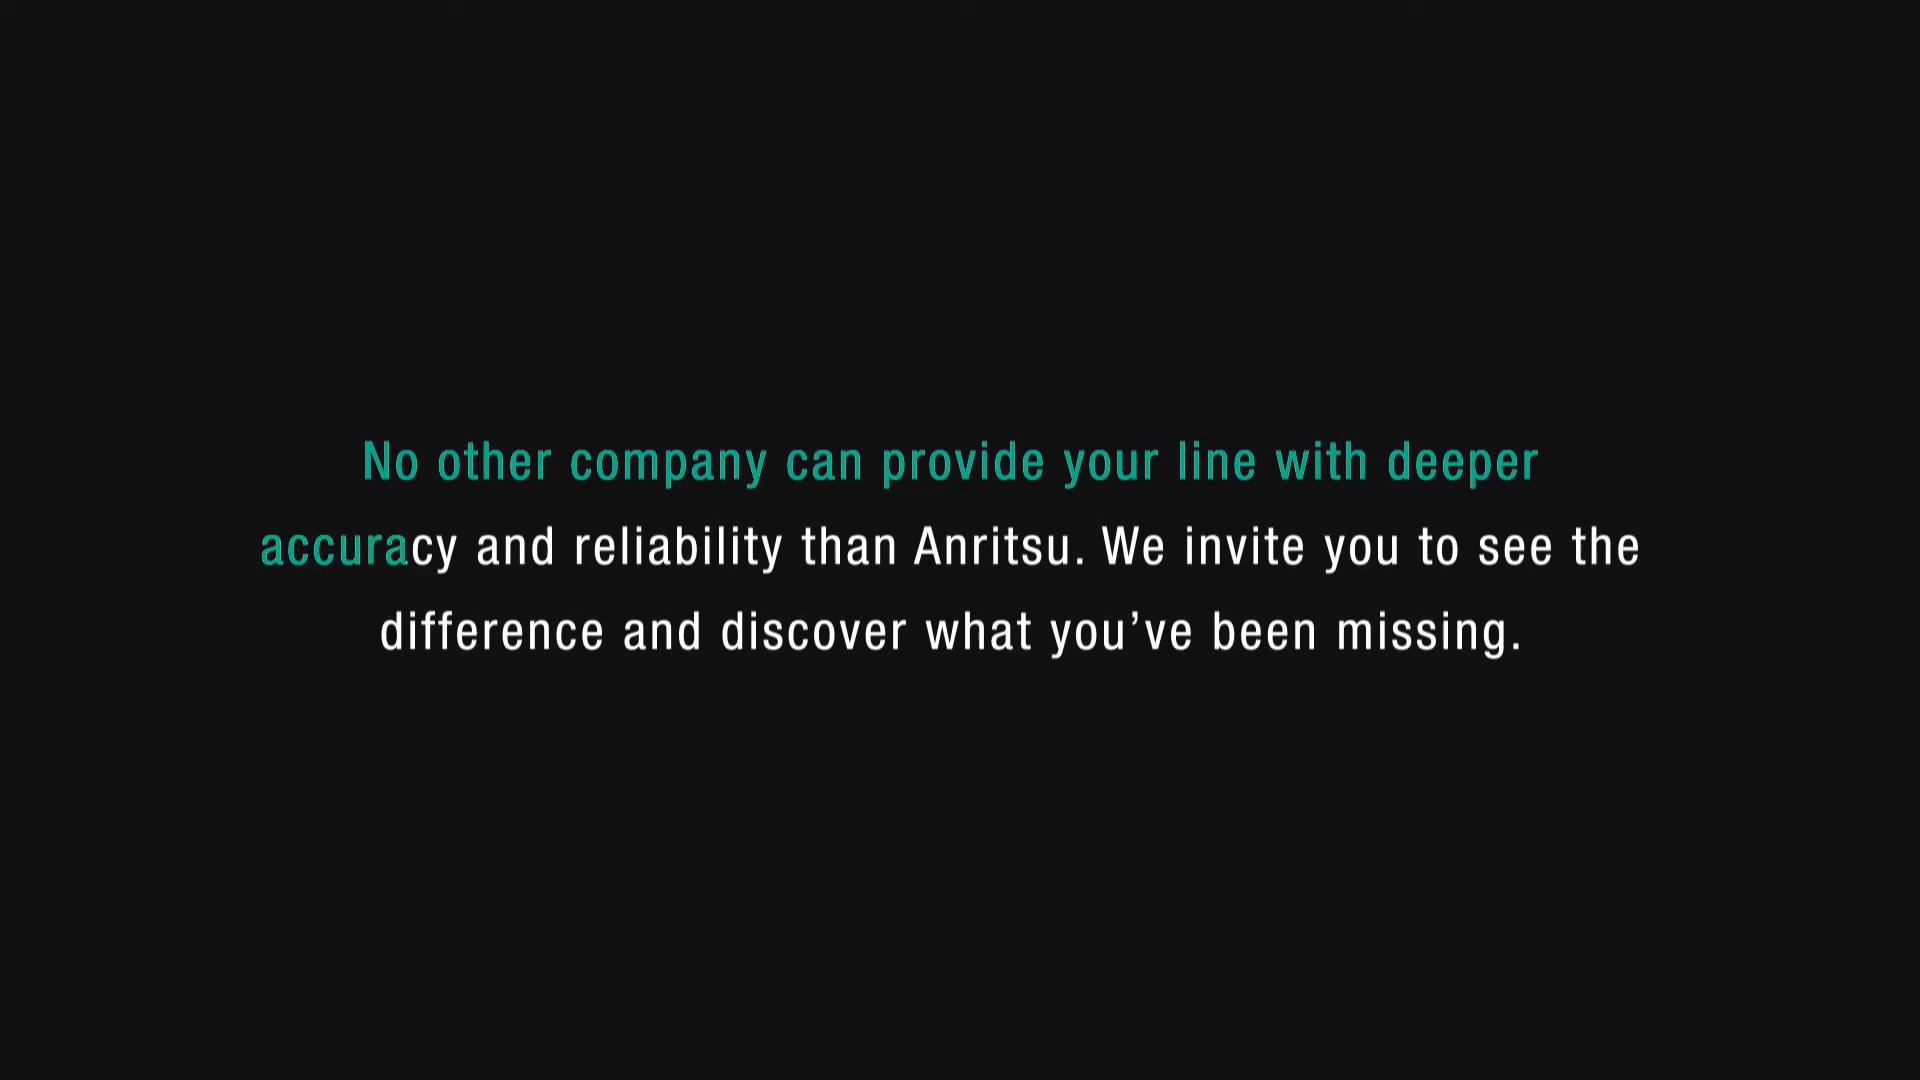 No other company can provide your line with deeper
accuracy and reliability than Anritsu. We invite you to see the
difference and discover what you’ve been missing.